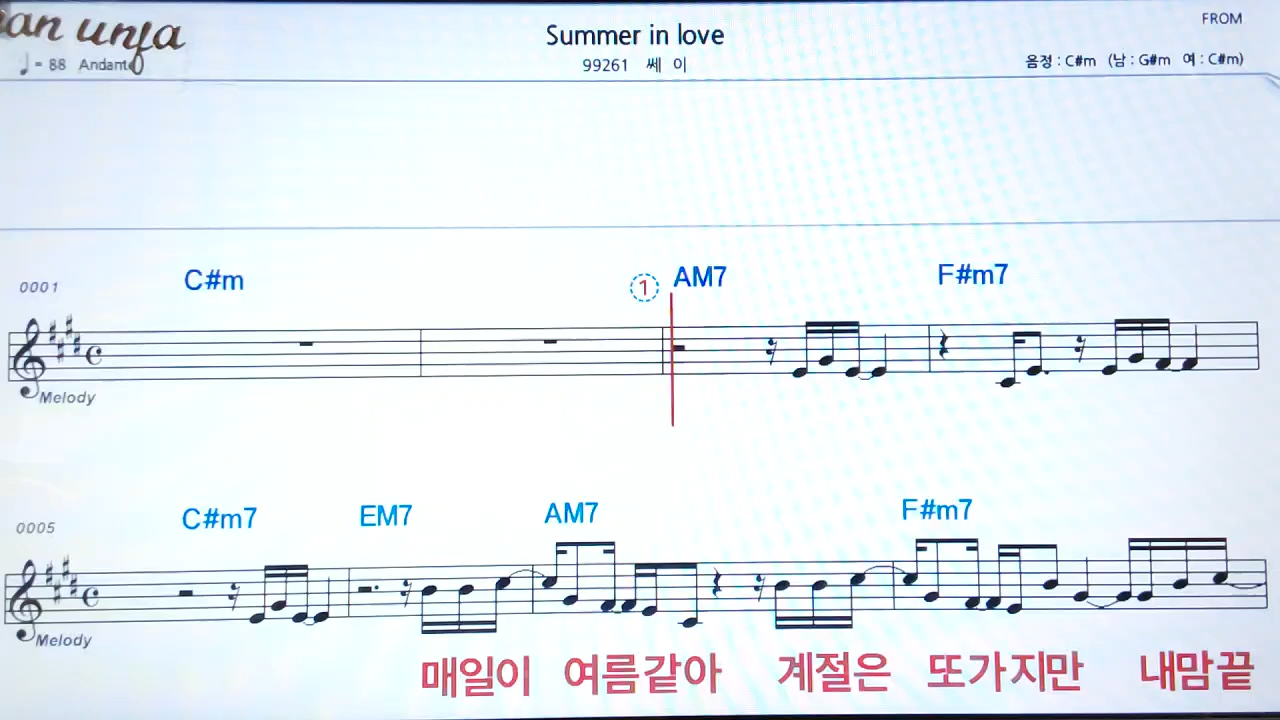 an unfa
Summer in love
FROM
♩= 88 Andante
99261 쎄 이
음정 : C#m (남 : G#m 여 : C#m)
0001 C#m ① AM7 F#m7
Melody
0005 C#m7 EM7 AM7 F#m7
Melody
매일이 여름같아 계절은 또가지만 내맘끝